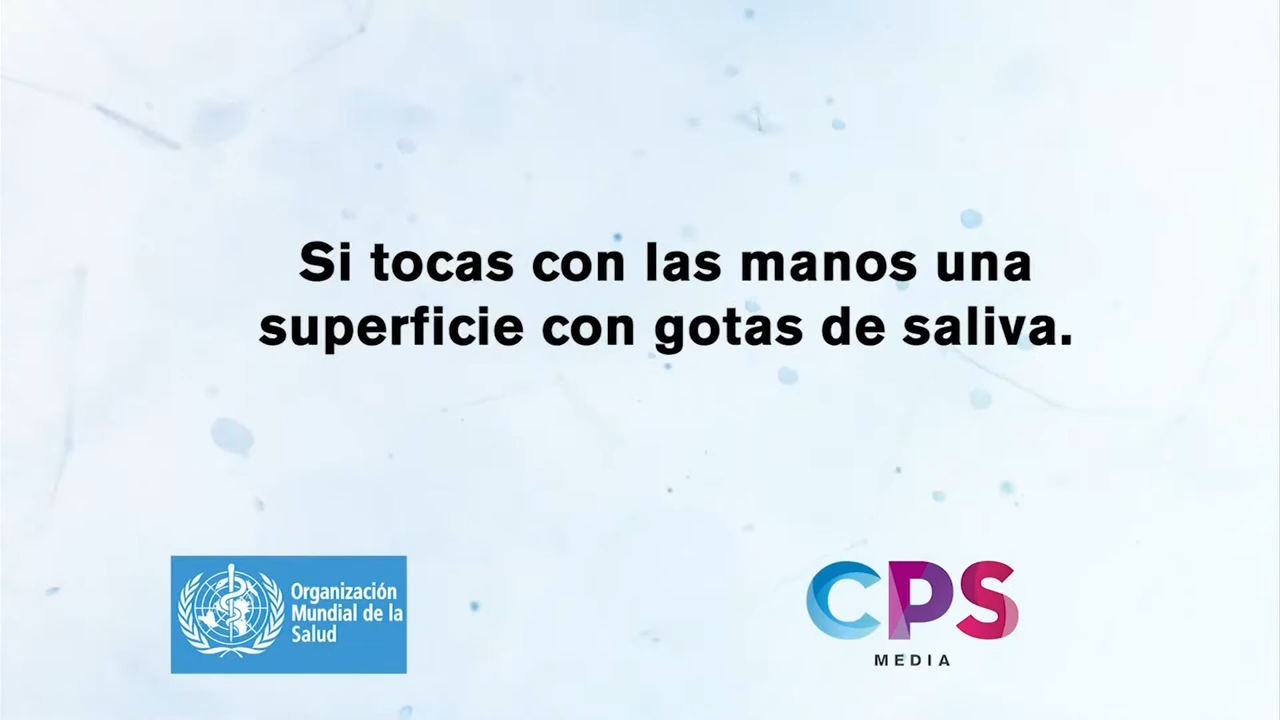 Si tocas con las manos una
superficie con gotas de saliva.
Organización
Mundial de la
Salud
CPS
MEDIA